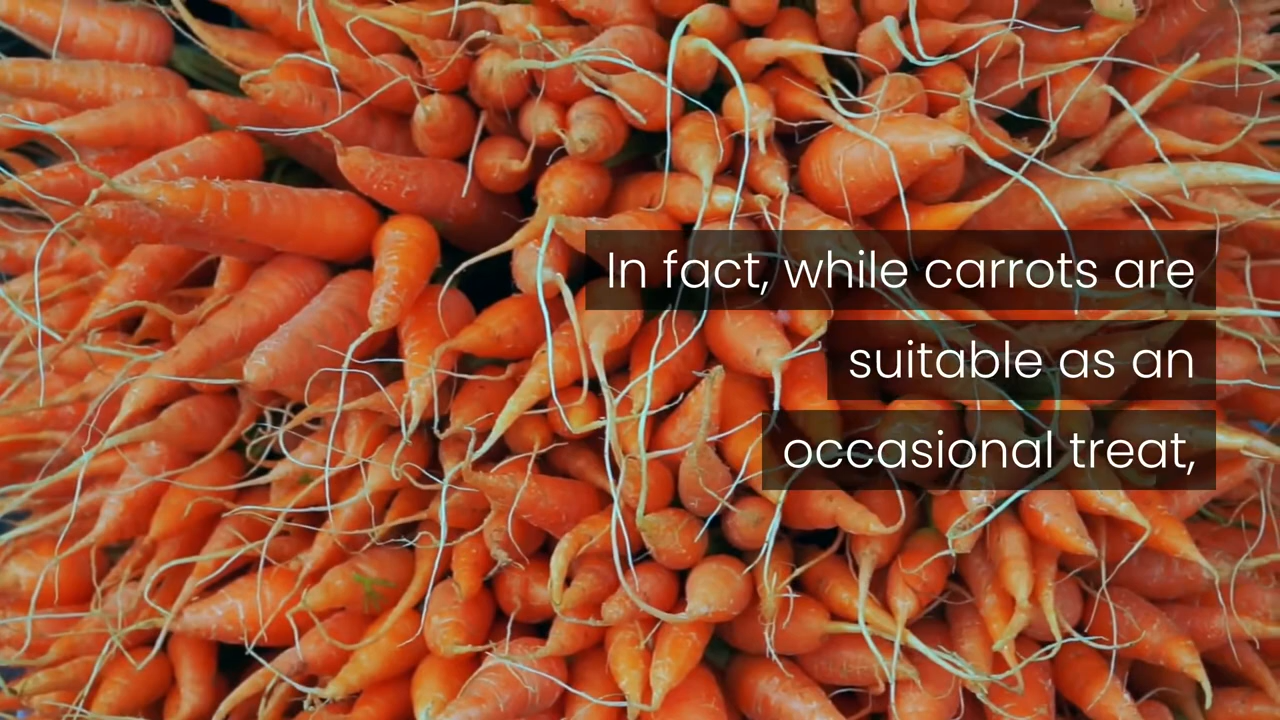 In fact, while carrots are
suitable as an
occasional treat,